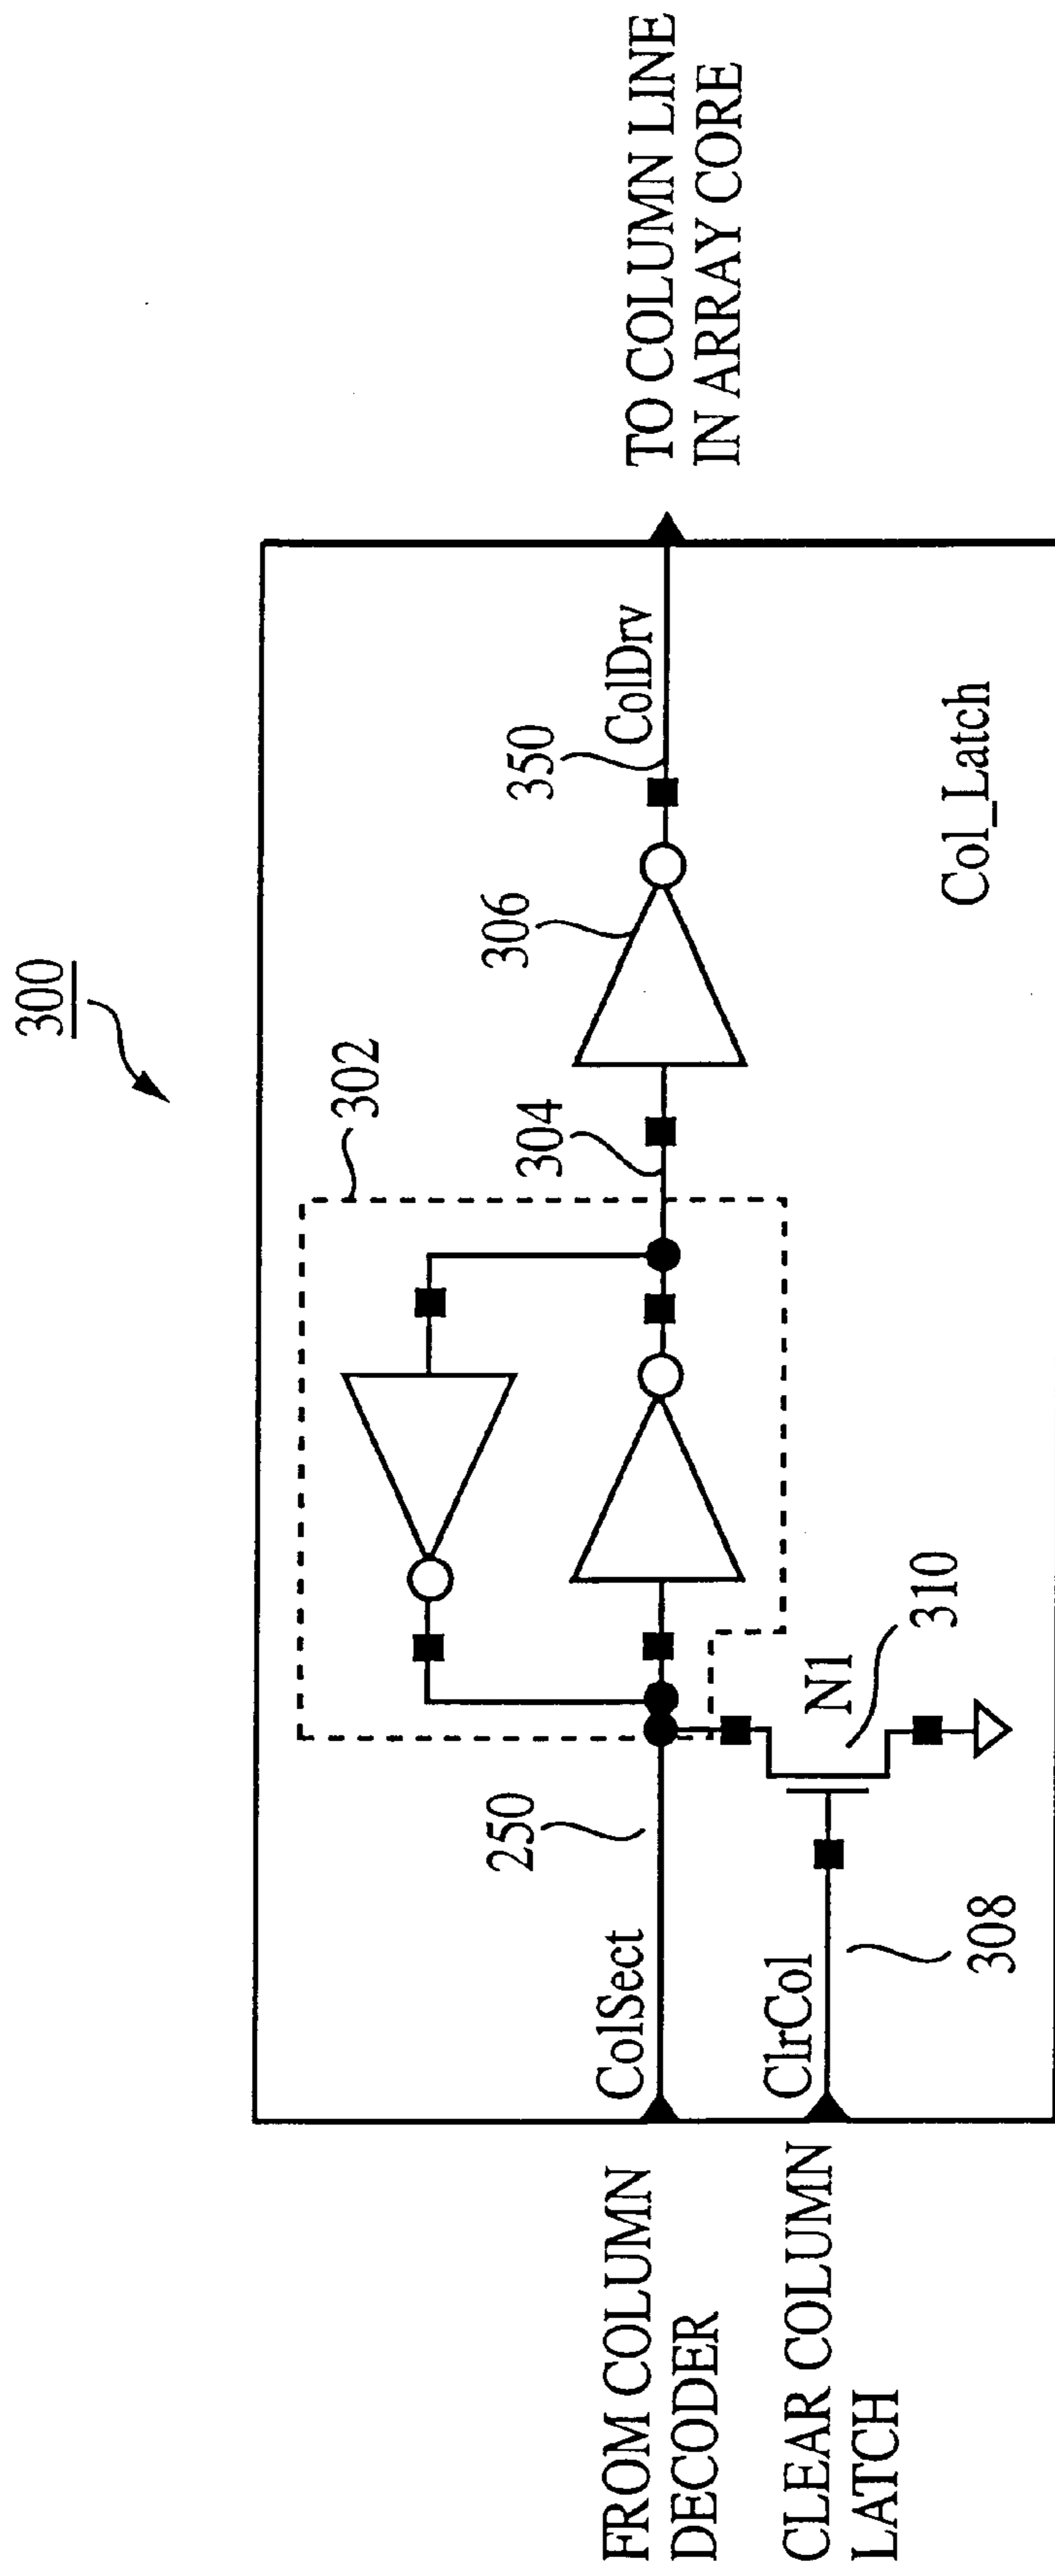 300
302
304
306
350
ColDrv
TO COLUMN LINE
IN ARRAY CORE
250
ColSect
FROM COLUMN
DECODER
ClrCol
CLEAR COLUMN
LATCH
308
N1
310
Col_Latch